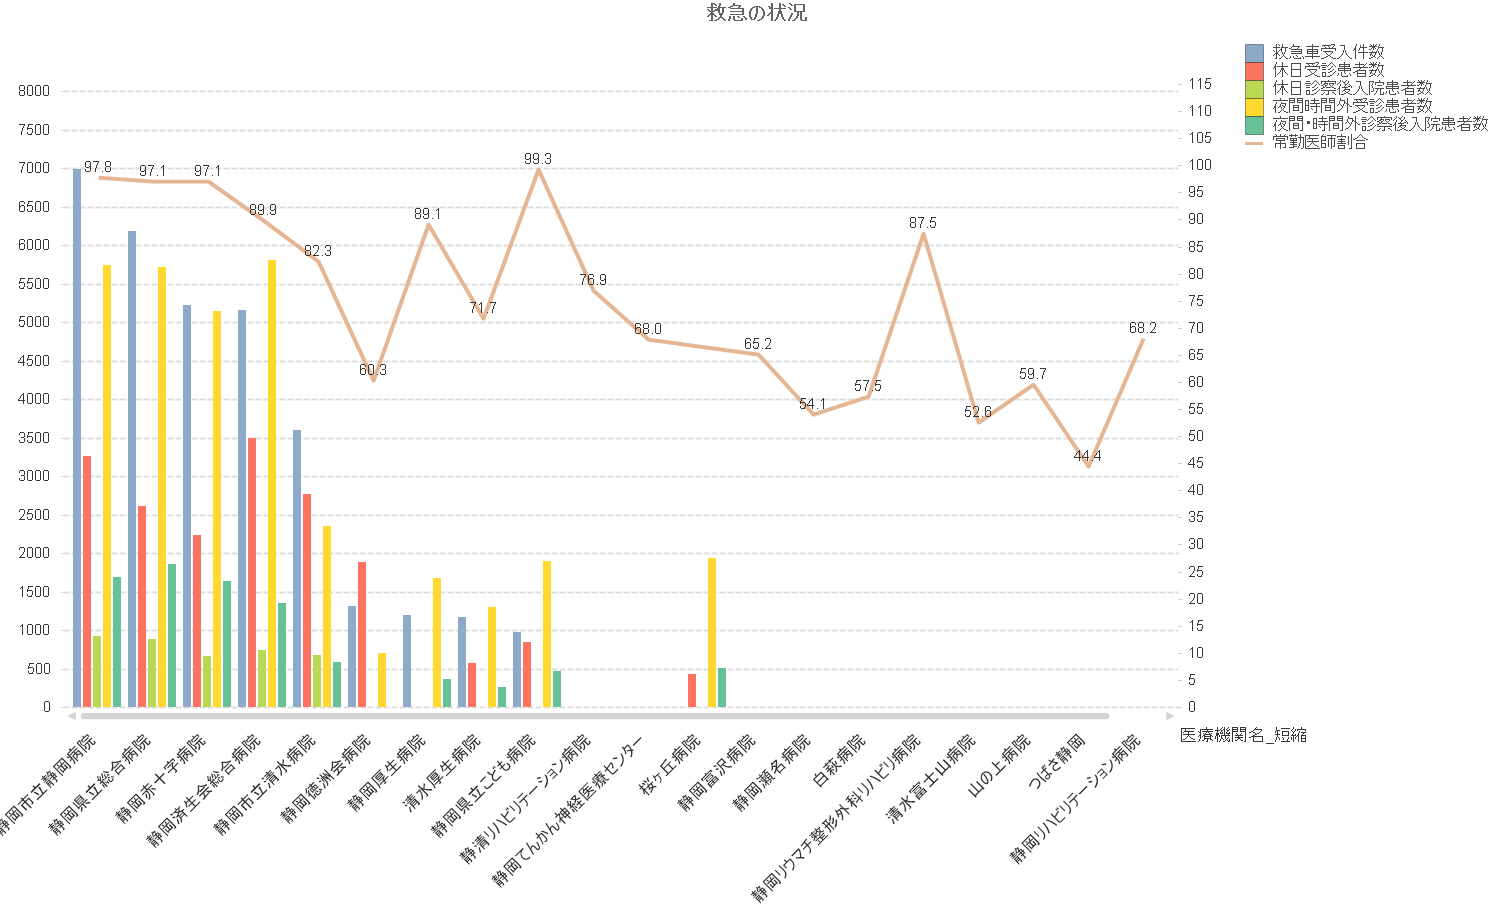 救急の状況
救急車受入件数
休日受診患者数
休日診察後入院患者数
夜間時間外受診患者数
夜間・時間外診察後入院患者数
常勤医師割合
8000
7500
7000
6500
6000
5500
5000
4500
4000
3500
3000
2500
2000
1500
1000
500
0
115
110
105
100
95
90
85
80
75
70
65
60
55
50
45
40
35
30
25
20
15
10
5
0
97.8
97.1
97.1
89.9
82.3
60.3
89.1
71.7
99.3
76.9
68.0
65.2
54.1
57.5
87.5
52.6
59.7
44.4
68.2
静岡市立静岡病院
静岡県立総合病院
静岡赤十字病院
静岡済生会総合病院
静岡市立清水病院
静岡徳洲会病院
静岡厚生病院
清水厚生病院
静岡県立こども病院
静清リハビリテーション病院
静岡てんかん神経医療センター
桜ヶ丘病院
静岡富沢病院
静岡瀬名病院
白萩病院
静岡リウマチ整形外科リハビリ病院
清水富士山病院
山の上病院
つばさ静岡
静岡リハビリテーション病院
医療機関名_短縮